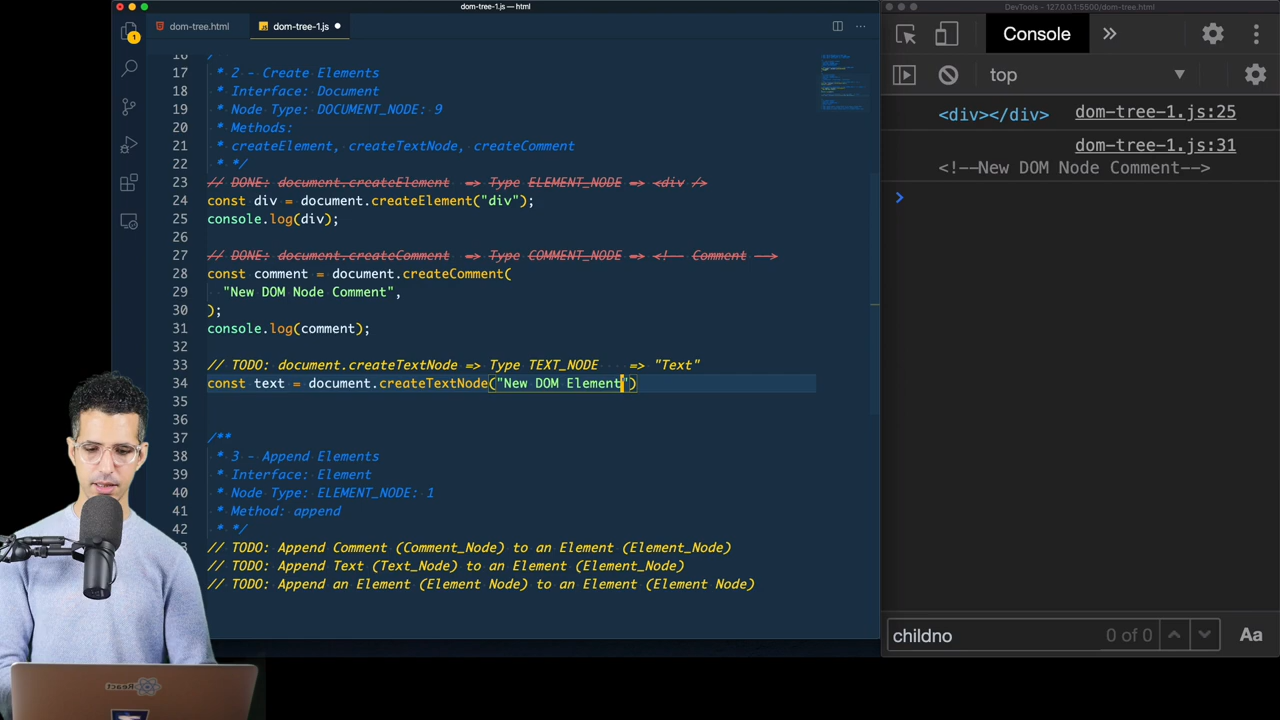 dom-tree-1.js — html
DevTools - 127.0.0.1:5500/dom-tree.html
dom-tree.html
dom-tree-1.js
1
16 /**
17 * 2 - Create Elements
18 * Interface: Document
19 * Node Type: DOCUMENT_NODE: 9
20 * Methods:
21 * createElement, createTextNode, createComment
22 * */
23 // DONE: document.createElement => Type ELEMENT_NODE => <div />
24 const div = document.createElement("div");
25 console.log(div);
26
27 // DONE: document.createComment => Type COMMENT_NODE => <!-- Comment -->
28 const comment = document.createComment(
29 "New DOM Node Comment",
30 );
31 console.log(comment);
32
33 // TODO: document.createTextNode => Type TEXT_NODE => "Text"
34 const text = document.createTextNode("New DOM Element")
35
36
37 /**
38 * 3 - Append Elements
39 * Interface: Element
40 * Node Type: ELEMENT_NODE: 1
41 * Method: append
42 * */
// TODO: Append Comment (Comment_Node) to an Element (Element_Node)
// TODO: Append Text (Text_Node) to an Element (Element_Node)
// TODO: Append an Element (Element Node) to an Element (Element Node)
Console
top
<div></div> dom-tree-1.js:25
dom-tree-1.js:31
<!--New DOM Node Comment-->
childno 0 of 0 Aa
React